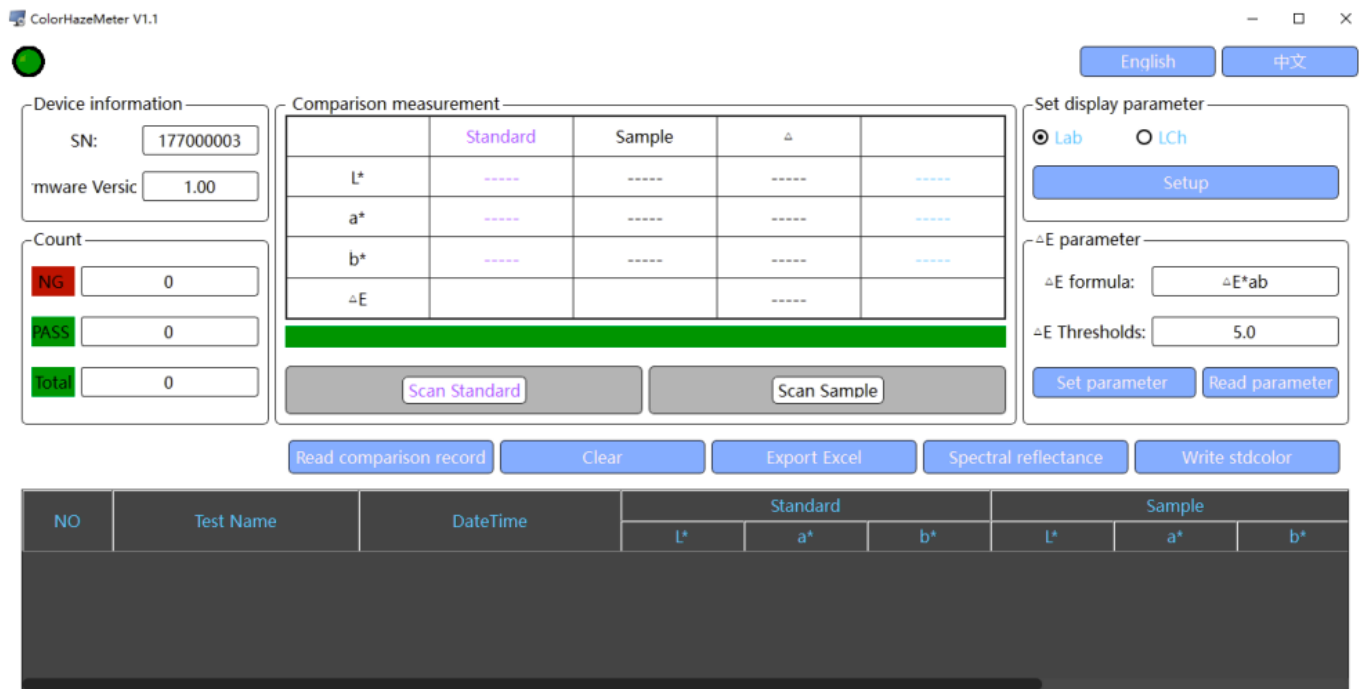 ColorHazeMeter V1.1
English 中文
Device information
SN: 177000003
mware Versic 1.00
Count
NG 0
PASS 0
Total 0
Comparison measurement
Standard Sample △
L* ----- ----- ----- -----
a* ----- ----- ----- -----
b* ----- ----- ----- -----
△E -----
Scan Standard Scan Sample
Set display parameter
Lab LCh
Setup
△E parameter
△E formula: △E*ab
△E Thresholds: 5.0
Set parameter Read parameter
Read comparison record Clear Export Excel Spectral reflectance Write stdcolor
NO Test Name DateTime Standard Sample
L* a* b* L* a* b*